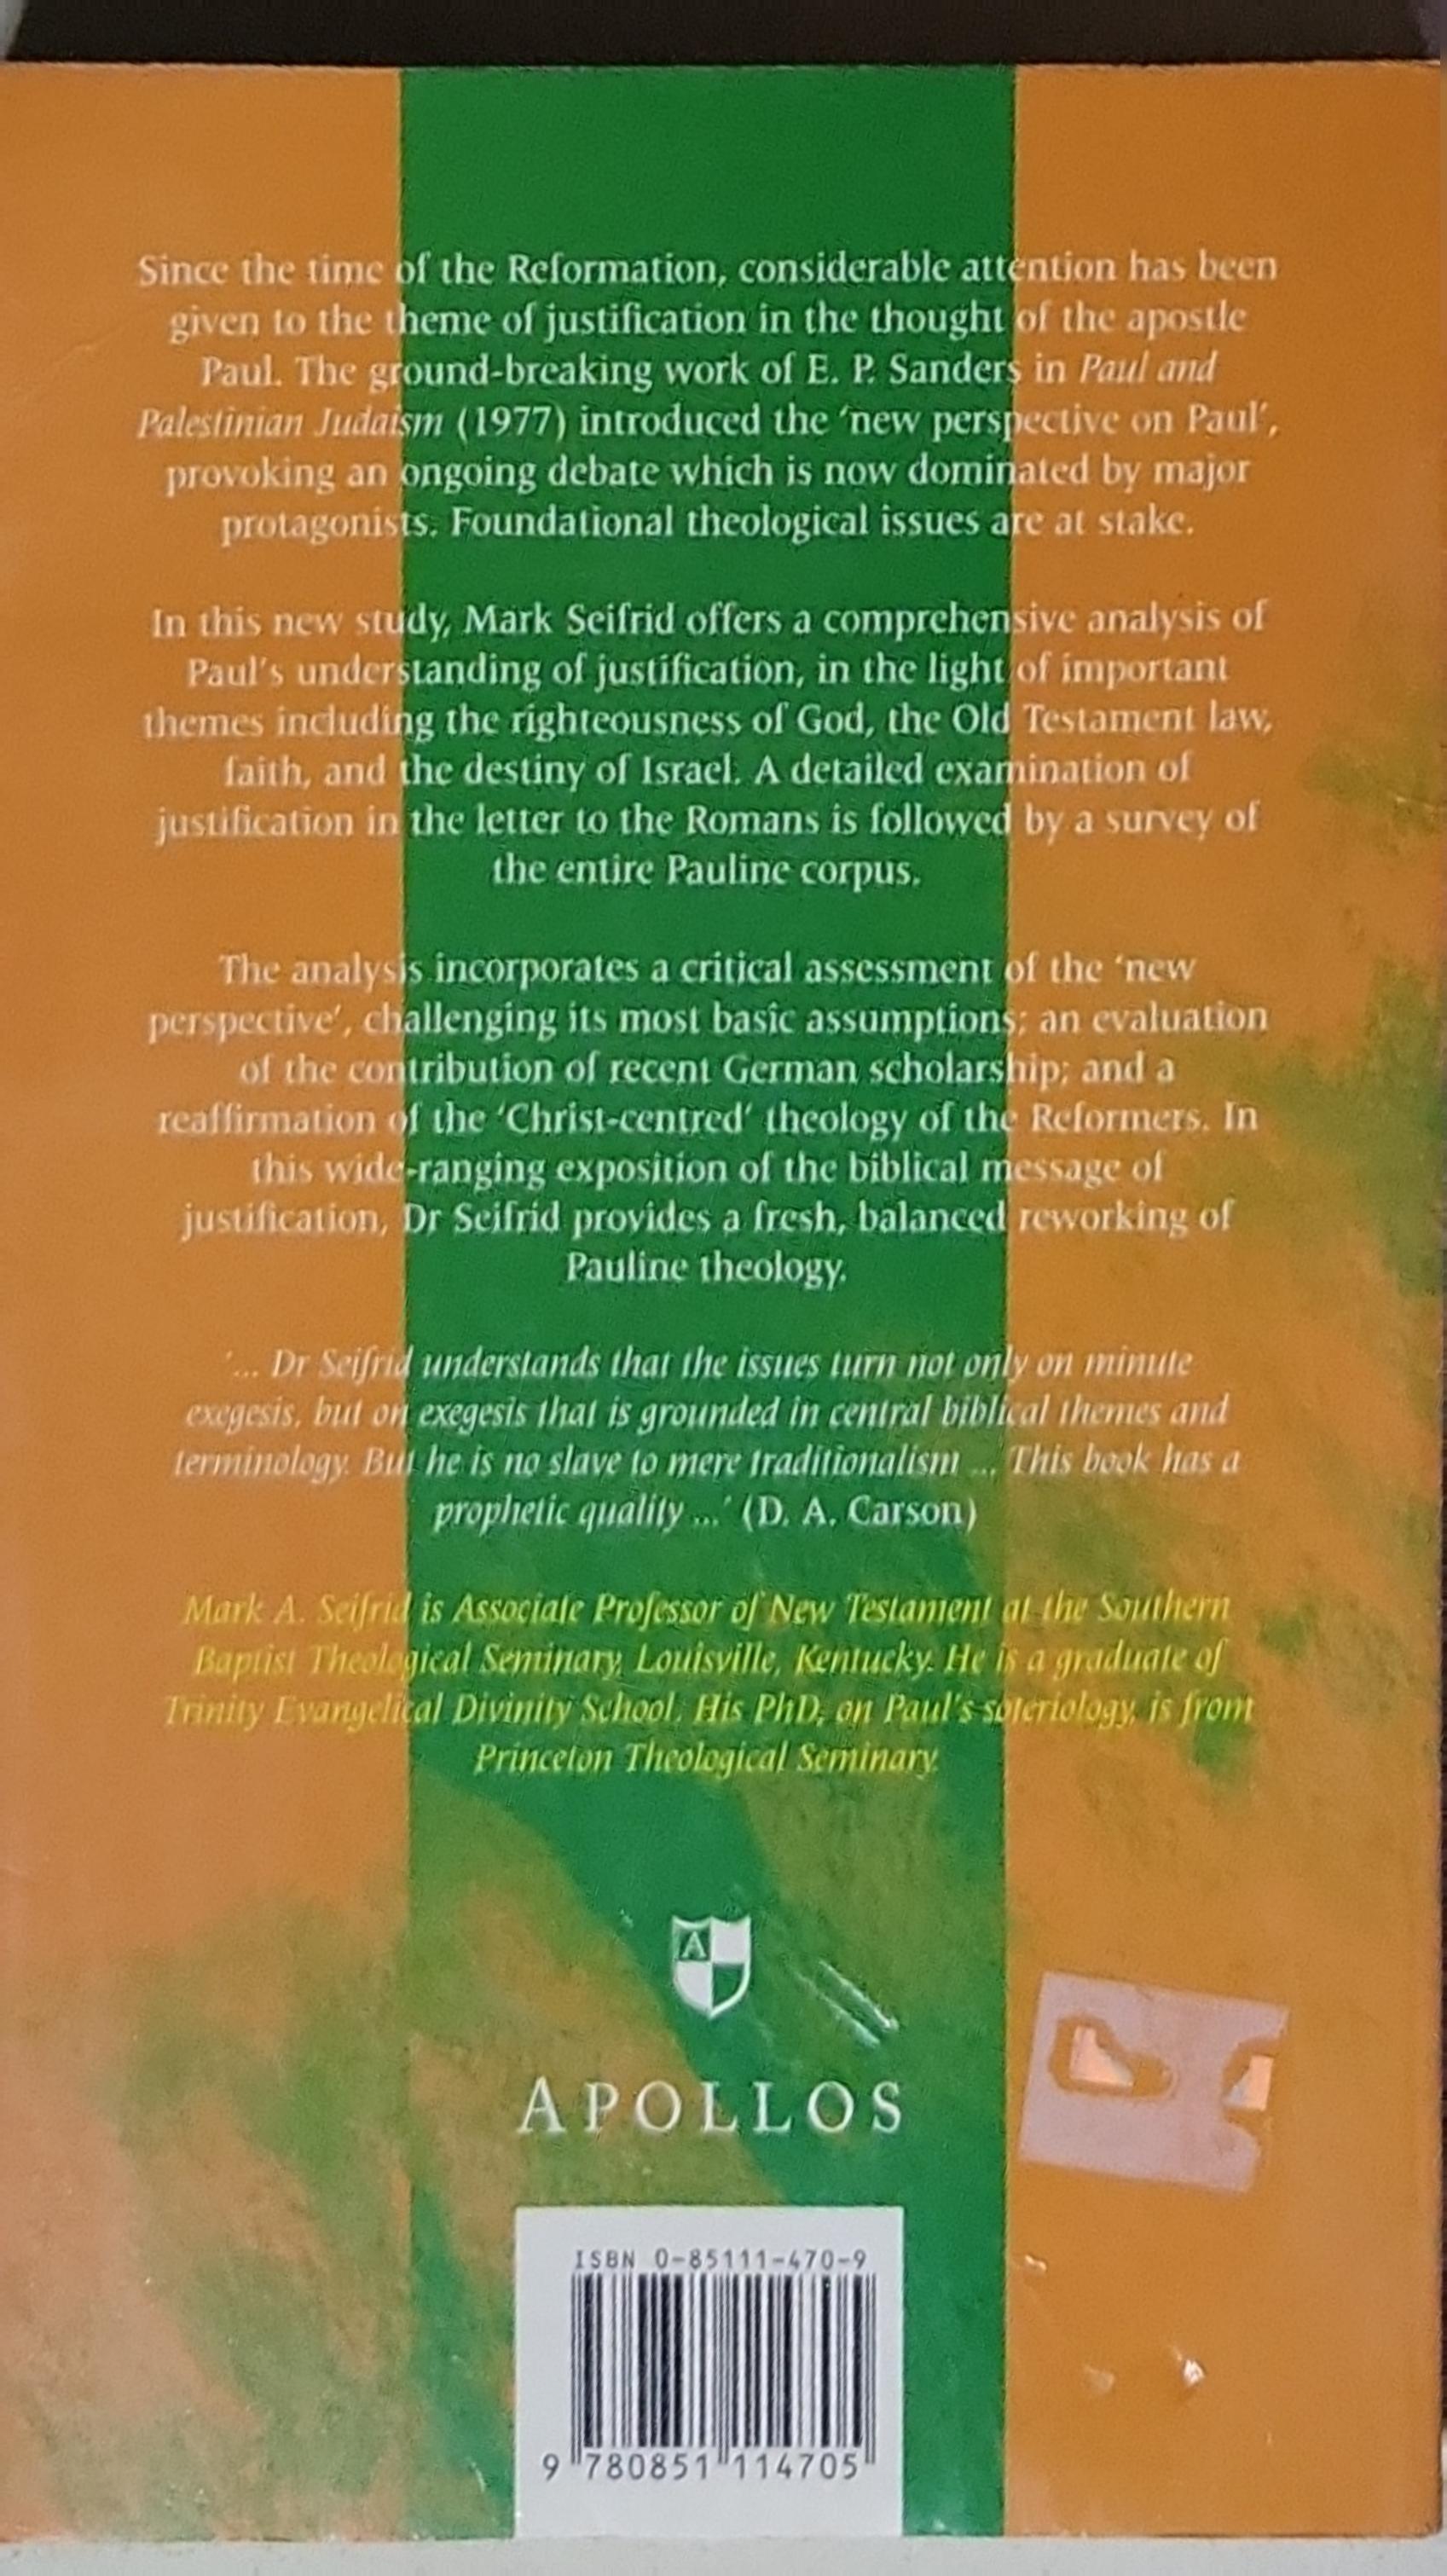 Since the time of the Reformation, considerable attention has been
given to the theme of justification in the thought of the apostle
Paul. The ground-breaking work of E. P. Sanders in Paul and
Palestinian Judaism (1977) introduced the ‘new perspective on Paul’,
provoking an ongoing debate which is now dominated by major
protagonists. Foundational theological issues are at stake.
In this new study, Mark Seifrid offers a comprehensive analysis of
Paul's understanding of justification, in the light of important
themes including the righteousness of God, the Old Testament law,
faith, and the destiny of Israel. A detailed examination of
justification in the letter to the Romans is followed by a survey of
the entire Pauline corpus.
The analysis incorporates a critical assessment of the ‘new
perspective’, challenging its most basic assumptions; an evaluation
of the contribution of recent German scholarship; and a
reaffirmation of the ‘Christ-centred’ theology of the Reformers. In
this wide-ranging exposition of the biblical message of
justification, Dr Seifrid provides a fresh, balanced reworking of
Pauline theology.
‘... Dr Seifrid understands that the issues turn not only on minute
exegesis, but on exegesis that is grounded in central biblical themes and
terminology. But he is no slave to mere traditionalism ... This book has a
prophetic quality ...’ (D. A. Carson)
Mark A. Seifrid is Associate Professor of New Testament at the Southern
Baptist Theological Seminary, Louisville, Kentucky. He is a graduate of
Trinity Evangelical Divinity School. His PhD, on Paul's soteriology, is from
Princeton Theological Seminary.
A
APOLLOS
ISBN 0-85111-470-9
9 780851 114705